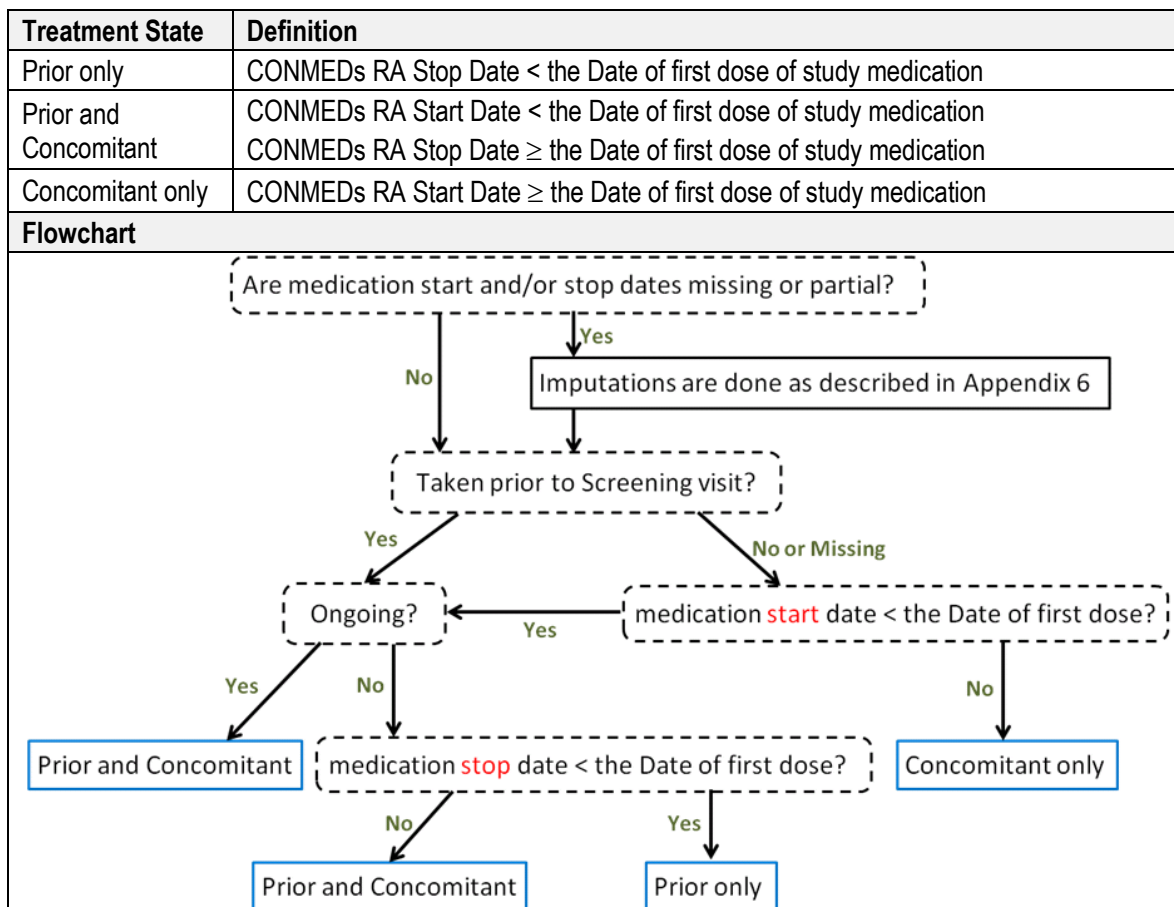 Treatment State Definition
Prior only CONMEDs RA Stop Date < the Date of first dose of study medication
Prior and Concomitant CONMEDs RA Start Date < the Date of first dose of study medication
CONMEDs RA Stop Date ≥ the Date of first dose of study medication
Concomitant only CONMEDs RA Start Date ≥ the Date of first dose of study medication
Flowchart
Are medication start and/or stop dates missing or partial?
Yes
No
Imputations are done as described in Appendix 6
Taken prior to Screening visit?
Yes
No or Missing
Ongoing?
Yes
medication start date < the Date of first dose?
Yes
No
No
Prior and Concomitant
medication stop date < the Date of first dose?
Concomitant only
No
Yes
Prior and Concomitant
Prior only